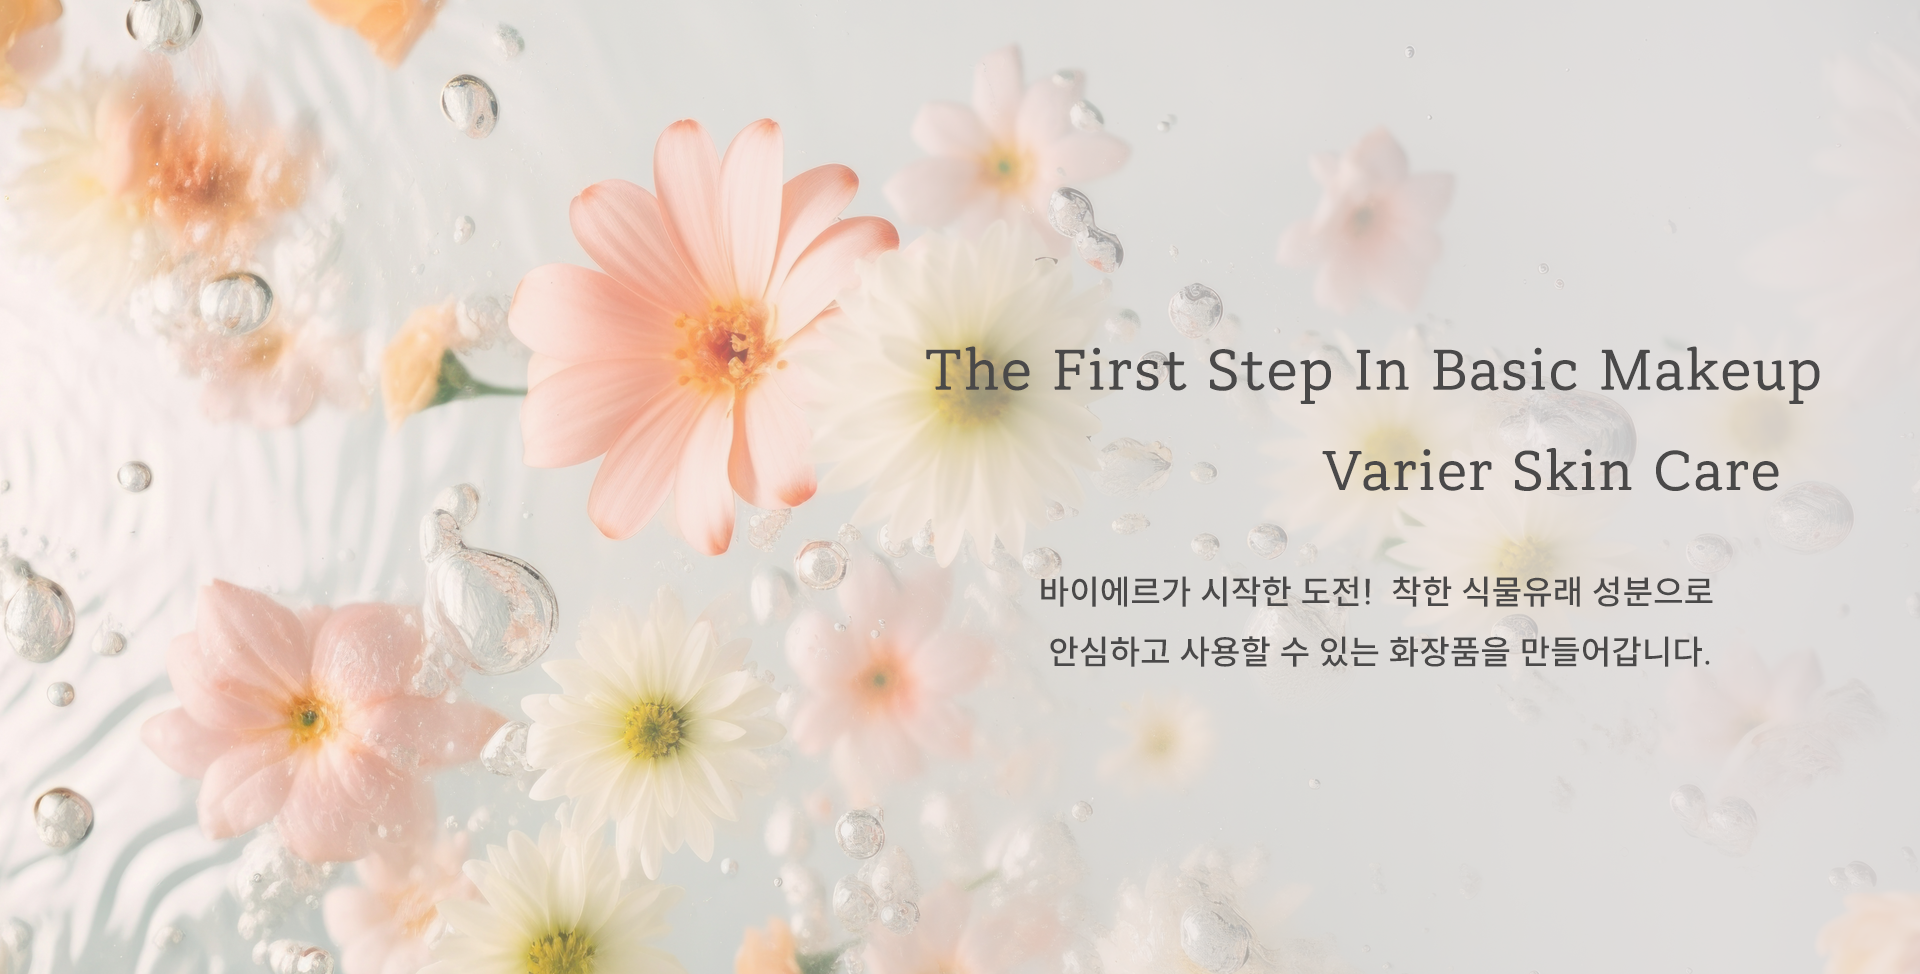 The First Step In Basic Makeup
Varier Skin Care
바이에르가 시작한 도전! 착한 식물유래 성분으로
안심하고 사용할 수 있는 화장품을 만들어갑니다.